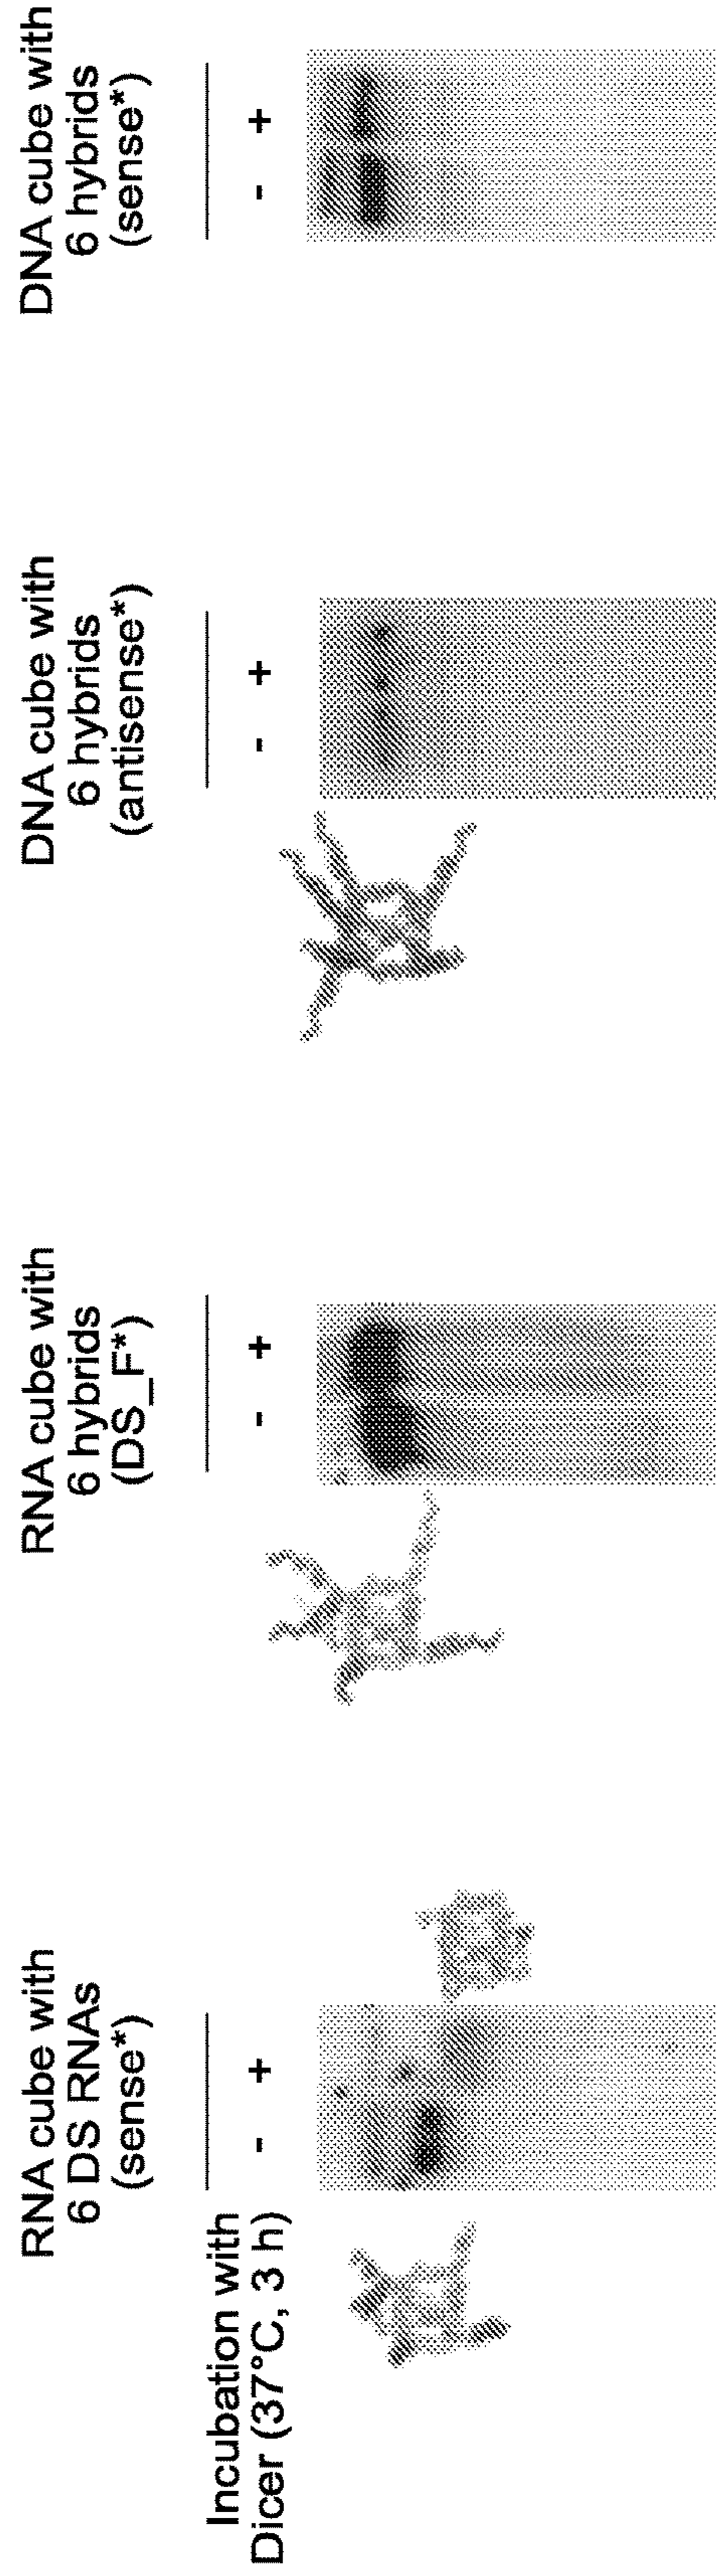 RNA cube with
6 DS RNAs
(sense*)
RNA cube with
6 hybrids
(DS_F*)
DNA cube with
6 hybrids
(antisense*)
DNA cube with
6 hybrids
(sense*)
Incubation with
Dicer (37°C, 3 h)
- +
- +
- +
- +